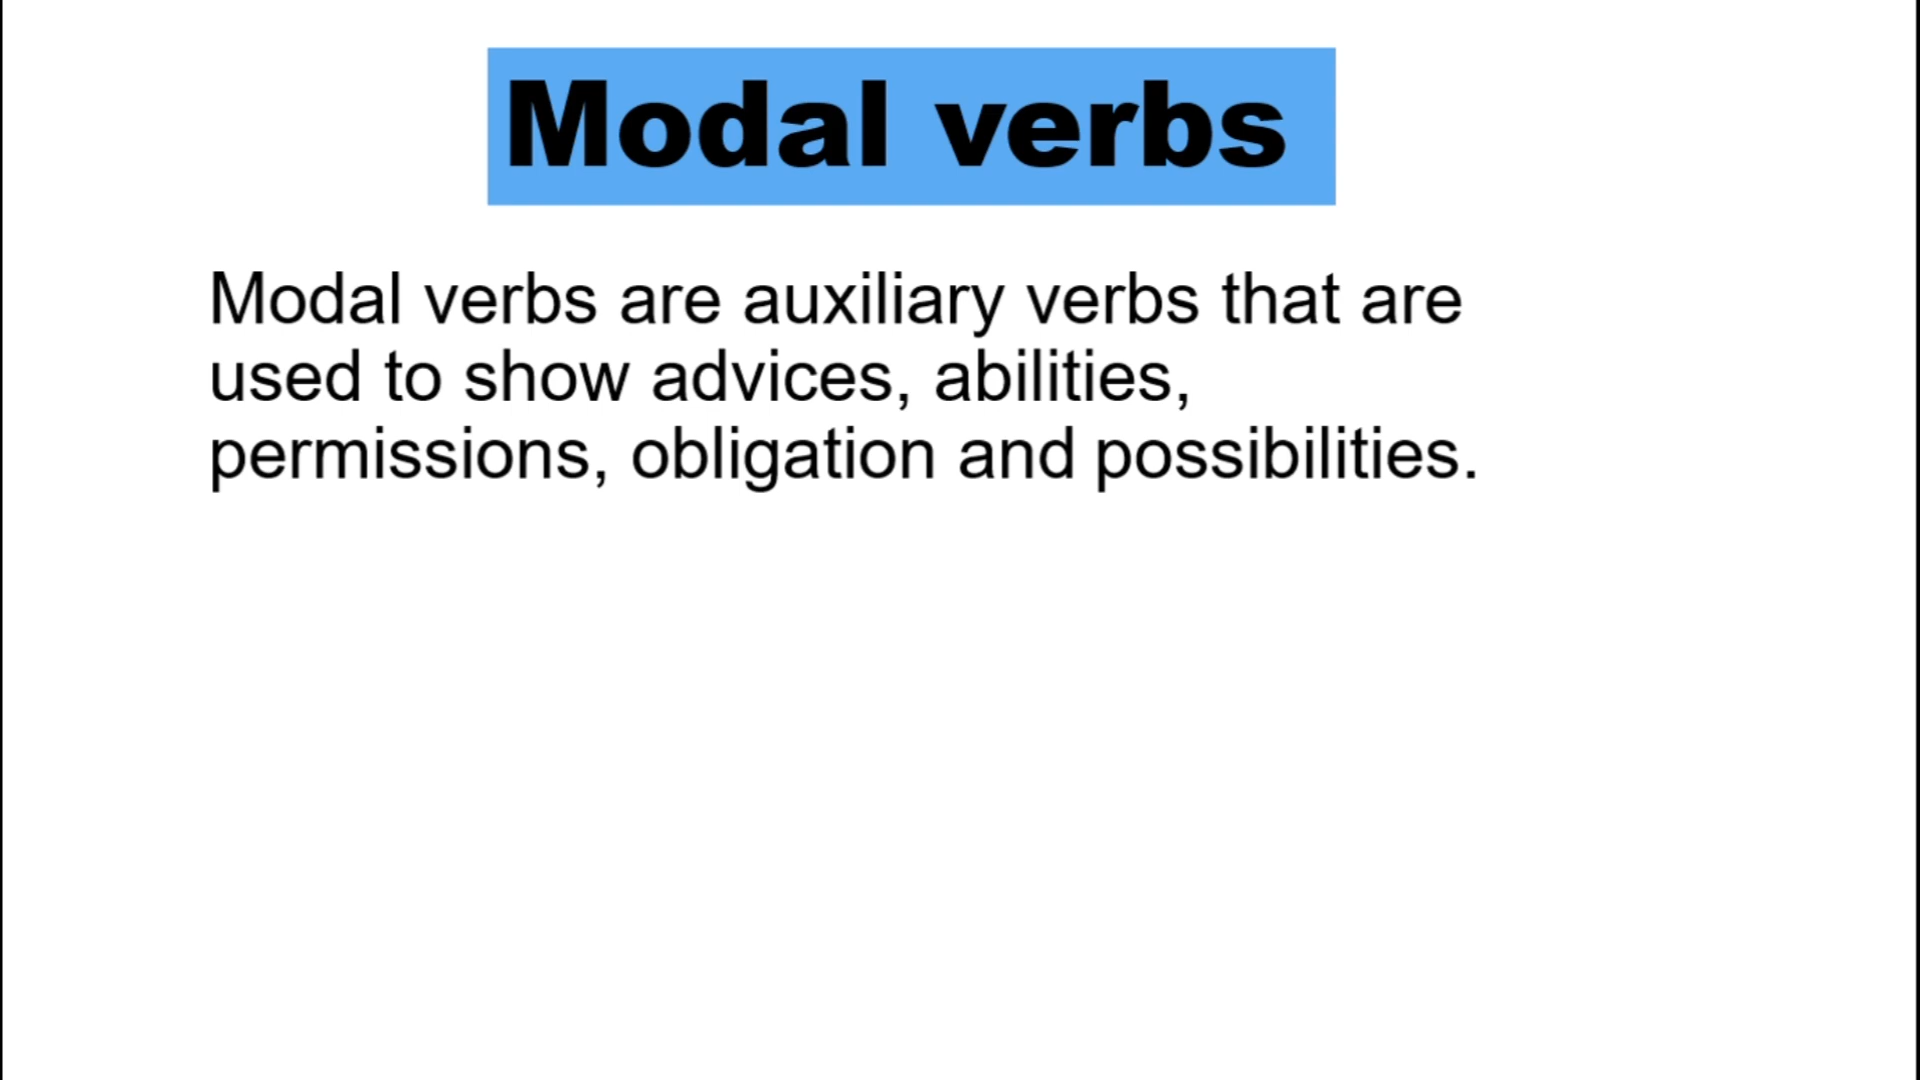 Modal verbs
Modal verbs are auxiliary verbs that are
used to show advices, abilities,
permissions, obligation and possibilities.